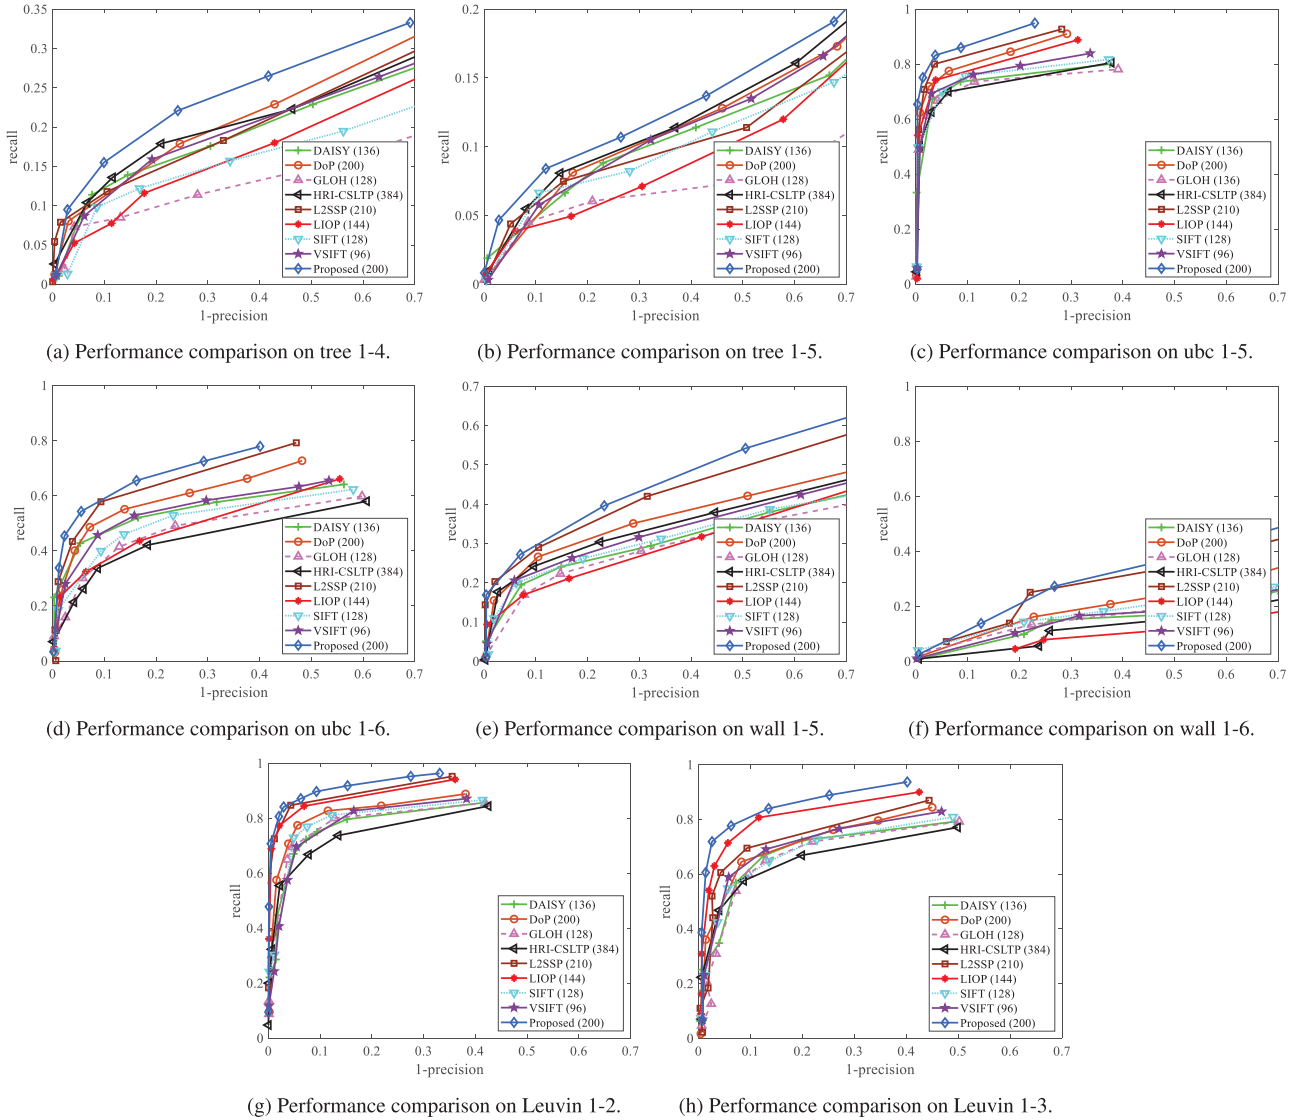 0.35
0.3
0.25
0.2
0.15
0.1
0.05
0
recall
0 0.1 0.2 0.3 0.4 0.5 0.6 0.7
1-precision
DAISY (136)
DoP (200)
GLOH (128)
HRI-CSLTP (384)
L2SSP (210)
LIOP (144)
SIFT (128)
VSIFT (96)
Proposed (200)
(a) Performance comparison on tree 1-4.
0.2
0.15
0.1
0.05
0
recall
0 0.1 0.2 0.3 0.4 0.5 0.6 0.7
1-precision
DAISY (136)
DoP (200)
GLOH (128)
HRI-CSLTP (384)
L2SSP (210)
LIOP (144)
SIFT (128)
VSIFT (96)
Proposed (200)
(b) Performance comparison on tree 1-5.
1
0.8
0.6
0.4
0.2
0
recall
0 0.1 0.2 0.3 0.4 0.5 0.6 0.7
1-precision
DAISY (136)
DoP (200)
GLOH (136)
HRI-CSLTP (384)
L2SSP (210)
LIOP (144)
SIFT (128)
VSIFT (96)
Proposed (200)
(c) Performance comparison on ubc 1-5.
1
0.8
0.6
0.4
0.2
0
recall
0 0.1 0.2 0.3 0.4 0.5 0.6 0.7
1-precision
DAISY (136)
DoP (200)
GLOH (128)
HRI-CSLTP (384)
L2SSP (210)
LIOP (144)
SIFT (128)
VSIFT (96)
Proposed (200)
(d) Performance comparison on ubc 1-6.
0.7
0.6
0.5
0.4
0.3
0.2
0.1
0
recall
0 0.1 0.2 0.3 0.4 0.5 0.6 0.7
1-precision
DAISY (136)
DoP (200)
GLOH (128)
HRI-CSLTP (384)
L2SSP (210)
LIOP (144)
SIFT (128)
VSIFT (96)
Proposed (200)
(e) Performance comparison on wall 1-5.
1
0.8
0.6
0.4
0.2
0
recall
0 0.1 0.2 0.3 0.4 0.5 0.6 0.7
1-precision
DAISY (136)
DoP (200)
GLOH (128)
HRI-CSLTP (384)
L2SSP (210)
LIOP (144)
SIFT (128)
VSIFT (96)
Proposed (200)
(f) Performance comparison on wall 1-6.
1
0.8
0.6
0.4
0.2
0
recall
0 0.1 0.2 0.3 0.4 0.5 0.6 0.7
1-precision
DAISY (136)
DoP (200)
GLOH (128)
HRI-CSLTP (384)
L2SSP (210)
LIOP (144)
SIFT (128)
VSIFT (96)
Proposed (200)
(g) Performance comparison on Leuvin 1-2.
1
0.8
0.6
0.4
0.2
0
recall
0 0.1 0.2 0.3 0.4 0.5 0.6 0.7
1-precision
DAISY (136)
DoP (200)
GLOH (128)
HRI-CSLTP (384)
L2SSP (210)
LIOP (144)
SIFT (128)
VSIFT (96)
Proposed (200)
(h) Performance comparison on Leuvin 1-3.